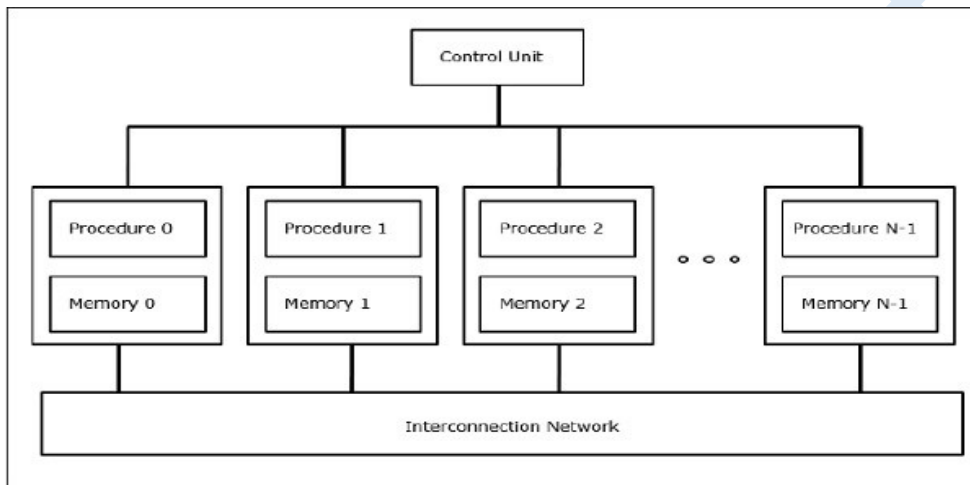 Control Unit
Procedure 0
Procedure 1
Procedure 2
Procedure N-1
Memory 0
Memory 1
Memory 2
Memory N-1
Interconnection Network